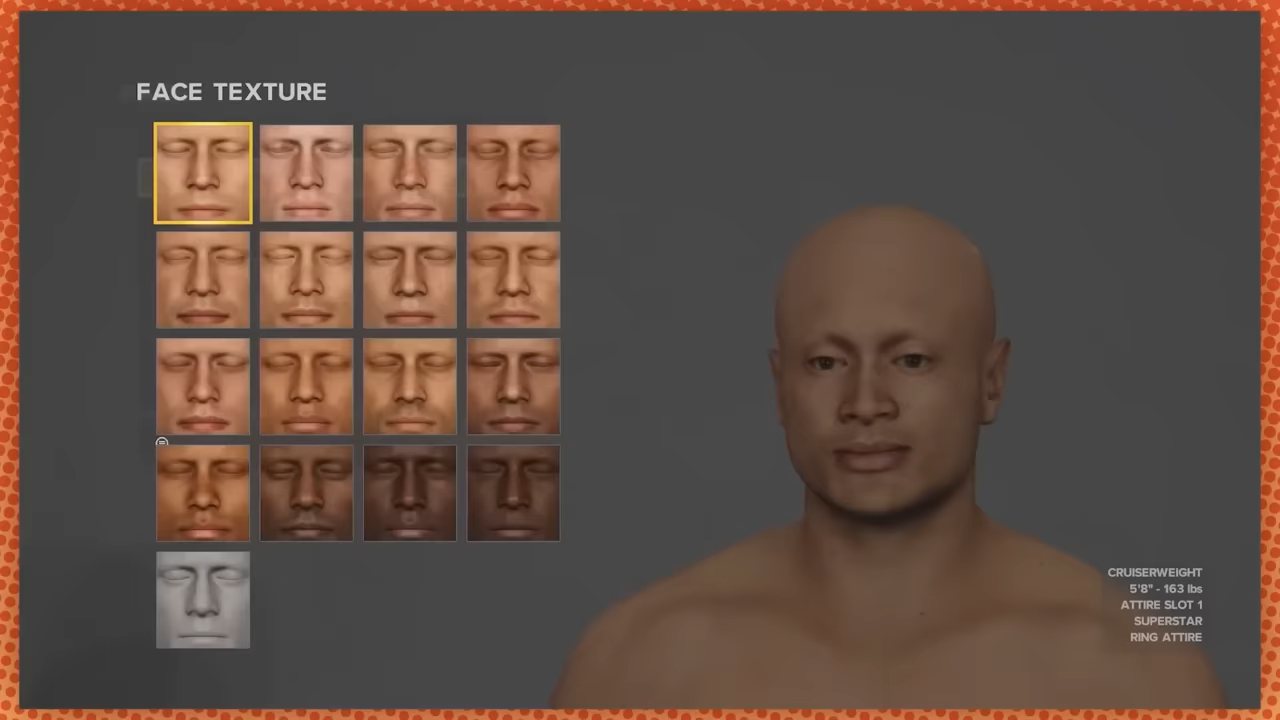 FACE TEXTURE
CRUISERWEIGHT
5'8" - 163 lbs
ATTIRE SLOT 1
SUPERSTAR
RING ATTIRE